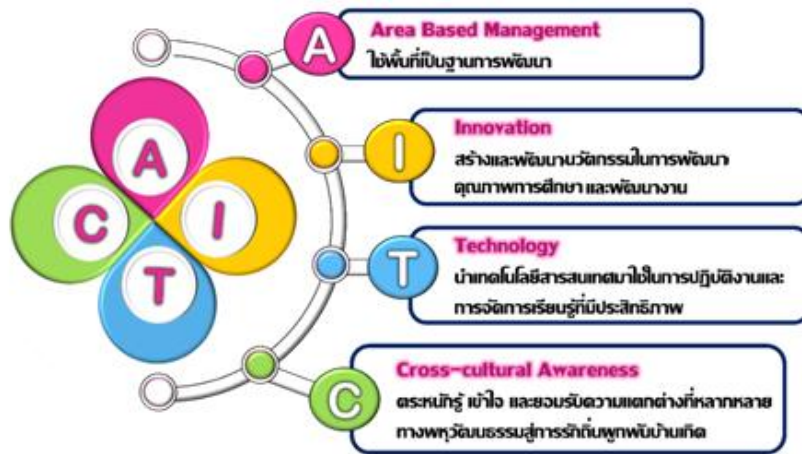 A
I
T
C
A
Area Based Management
ใช้พื้นที่เป็นฐานการพัฒนา
I
Innovation
สร้างและพัฒนานวัตกรรมในการพัฒนา
คุณภาพการศึกษา และพัฒนางาน
T
Technology
นำเทคโนโลยีสารสนเทศมาใช้ในการปฏิบัติงานและ
การจัดการเรียนรู้ที่มีประสิทธิภาพ
C
Cross-cultural Awareness
ตระหนักรู้ เข้าใจ และยอมรับความแตกต่างที่หลากหลาย
ทางพหุวัฒนธรรมสู่การรักถิ่นผูกพันบ้านเกิด